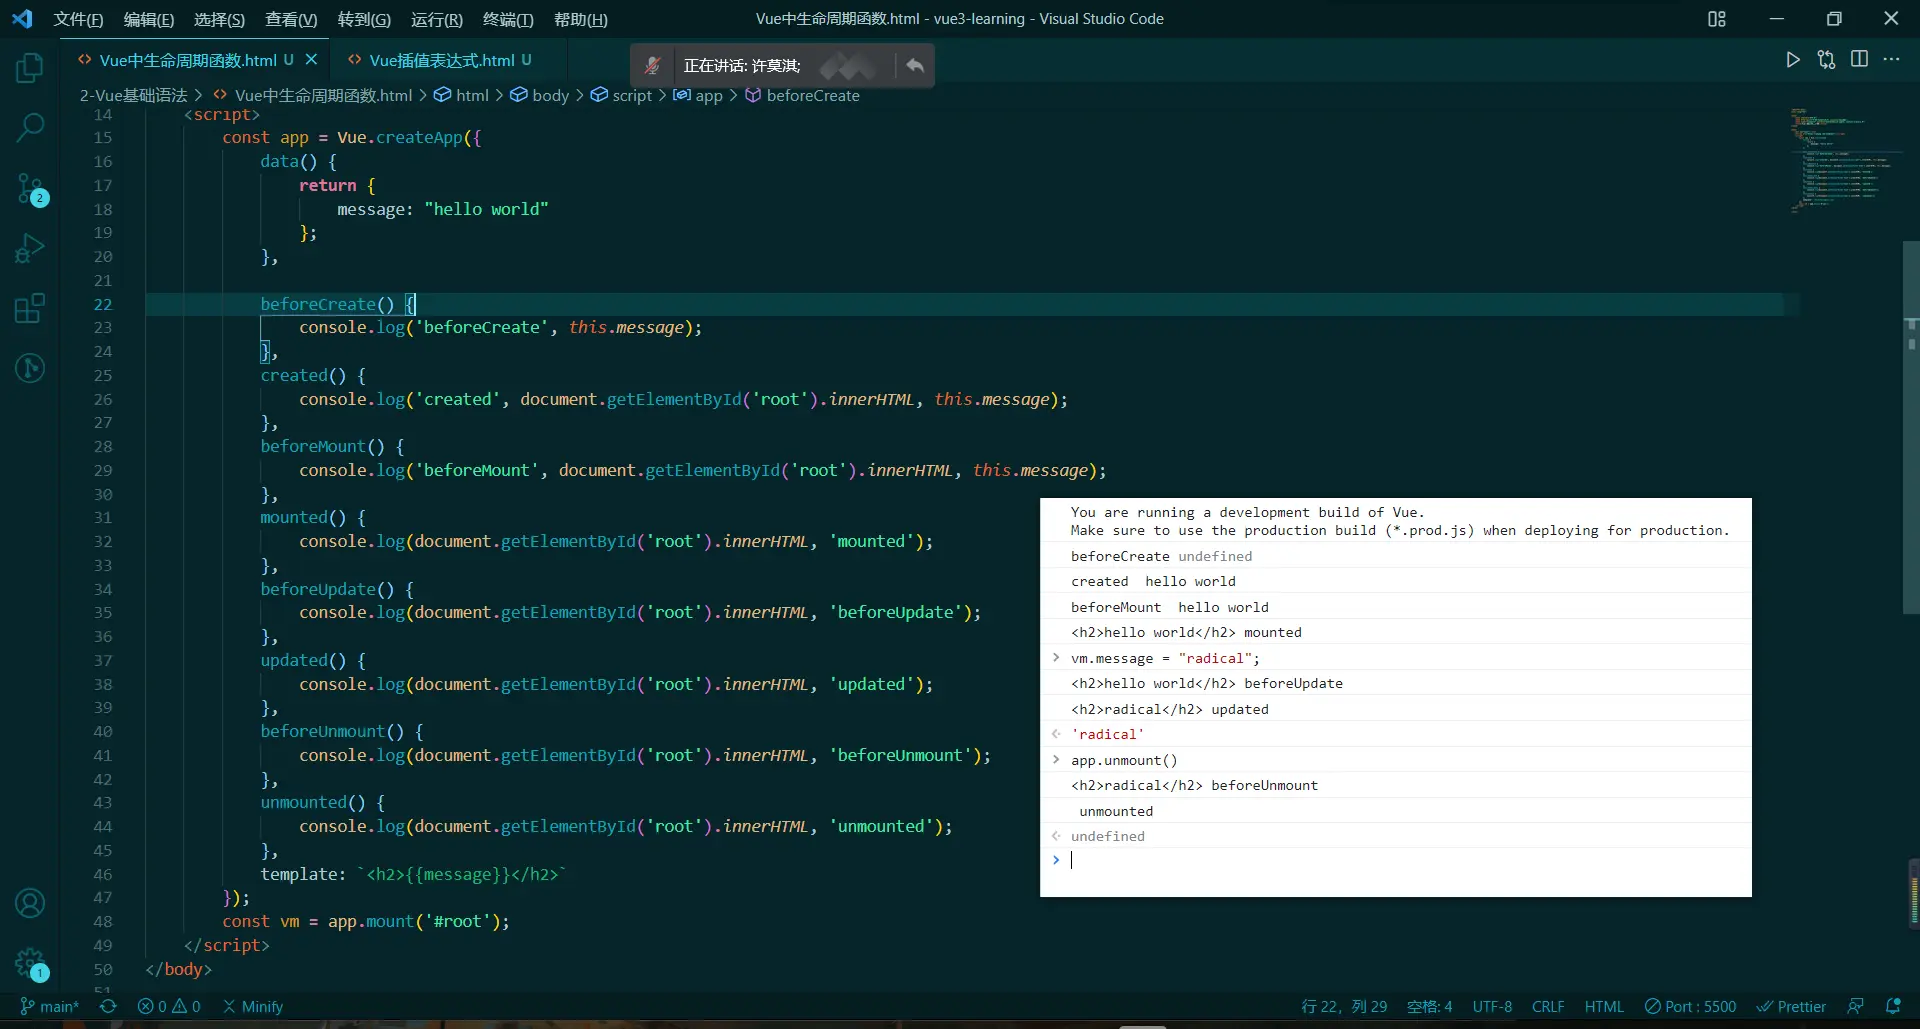 文件(F) 编辑(E) 选择(S) 查看(V) 转到(G) 运行(R) 终端(T) 帮助(H) Vue中生命周期函数.html - vue3-learning - Visual Studio Code
Vue中生命周期函数.html U Vue插值表达式.html U
正在讲话: 许莫淇;
2-Vue基础语法 > Vue中生命周期函数.html > html > body > script > app > beforeCreate
14 <script>
15 const app = Vue.createApp({
16 data() {
17 return {
18 message: "hello world"
19 };
20 },
21
22 beforeCreate() {
23 console.log('beforeCreate', this.message);
24 },
25 created() {
26 console.log('created', document.getElementById('root').innerHTML, this.message);
27 },
28 beforeMount() {
29 console.log('beforeMount', document.getElementById('root').innerHTML, this.message);
30 },
31 mounted() {
32 console.log(document.getElementById('root').innerHTML, 'mounted');
33 },
34 beforeUpdate() {
35 console.log(document.getElementById('root').innerHTML, 'beforeUpdate');
36 },
37 updated() {
38 console.log(document.getElementById('root').innerHTML, 'updated');
39 },
40 beforeUnmount() {
41 console.log(document.getElementById('root').innerHTML, 'beforeUnmount');
42 },
43 unmounted() {
44 console.log(document.getElementById('root').innerHTML, 'unmounted');
45 },
46 template: `<h2>{{message}}</h2>`
47 });
48 const vm = app.mount('#root');
49 </script>
50 </body>
51
You are running a development build of Vue.
Make sure to use the production build (*.prod.js) when deploying for production.
beforeCreate undefined
created hello world
beforeMount hello world
<h2>hello world</h2> mounted
> vm.message = "radical";
<h2>hello world</h2> beforeUpdate
<h2>radical</h2> updated
'radical'
> app.unmount()
<h2>radical</h2> beforeUnmount
unmounted
undefined
>
2
1
main* 0 0 Minify 行 22, 列 29 空格: 4 UTF-8 CRLF HTML Port : 5500 Prettier